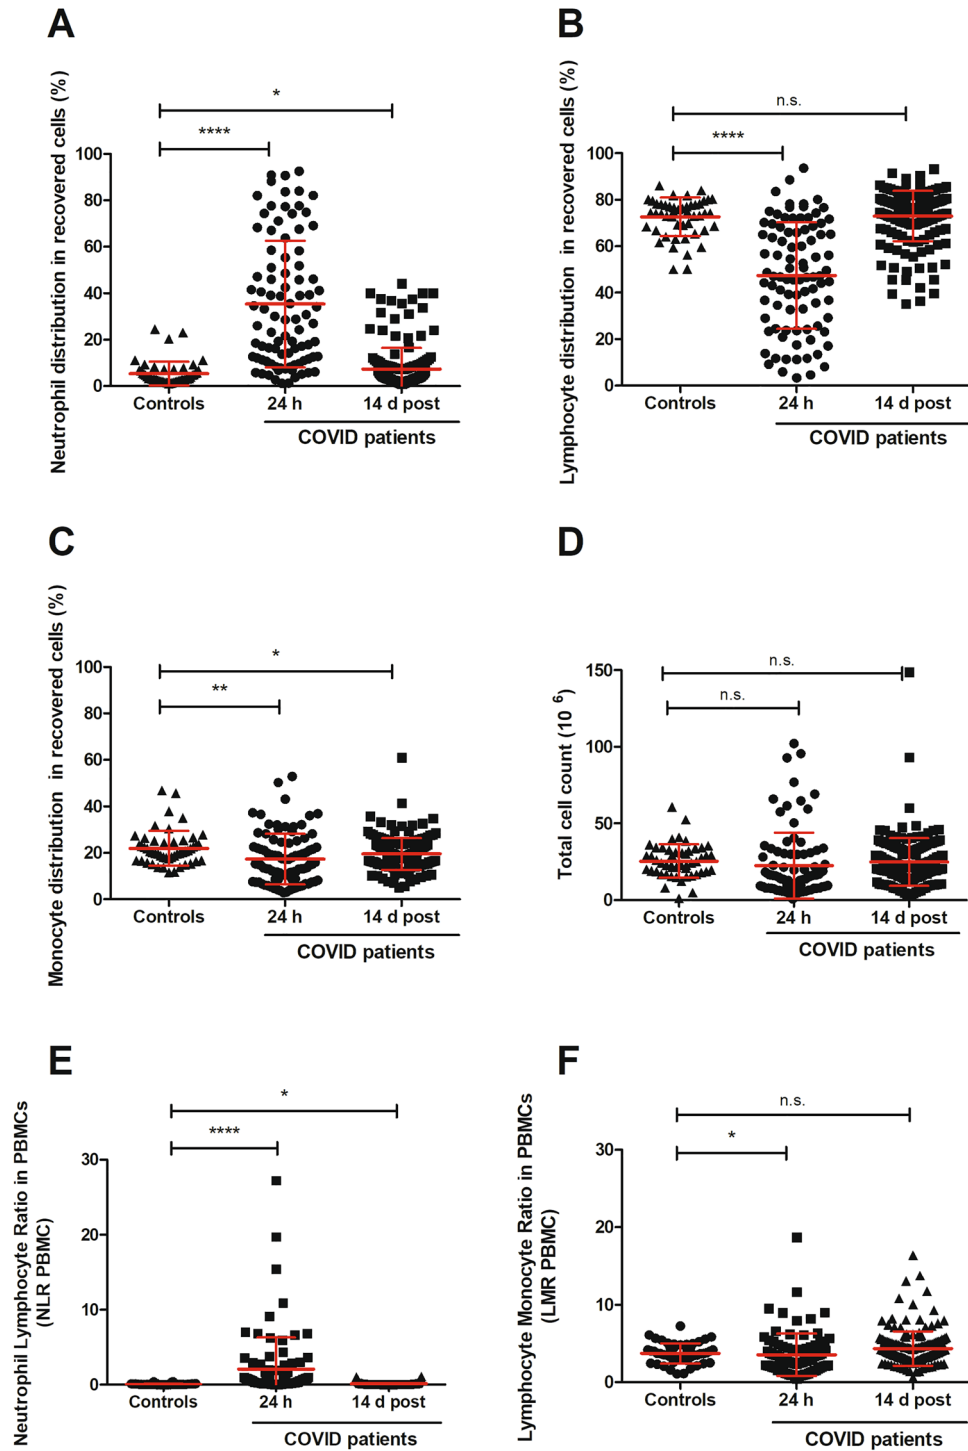 A
Neutrophil distribution in recovered cells (%)
*
****
100
80
60
40
20
0
Controls
24 h
14 d post
COVID patients
B
Lymphocyte distribution in recovered cells (%)
n.s.
****
100
80
60
40
20
0
Controls
24 h
14 d post
COVID patients
C
Monocyte distribution in recovered cells (%)
*
**
100
80
60
40
20
0
Controls
24 h
14 d post
COVID patients
D
Total cell count (10 6)
n.s.
n.s.
150
100
50
0
Controls
24 h
14 d post
COVID patients
E
Neutrophil Lymphocyte Ratio in PBMCs
(NLR PBMC)
*
****
30
20
10
0
Controls
24 h
14 d post
COVID patients
F
Lymphocyte Monocyte Ratio in PBMCs
(LMR PBMC)
n.s.
*
30
20
10
0
Controls
24 h
14 d post
COVID patients